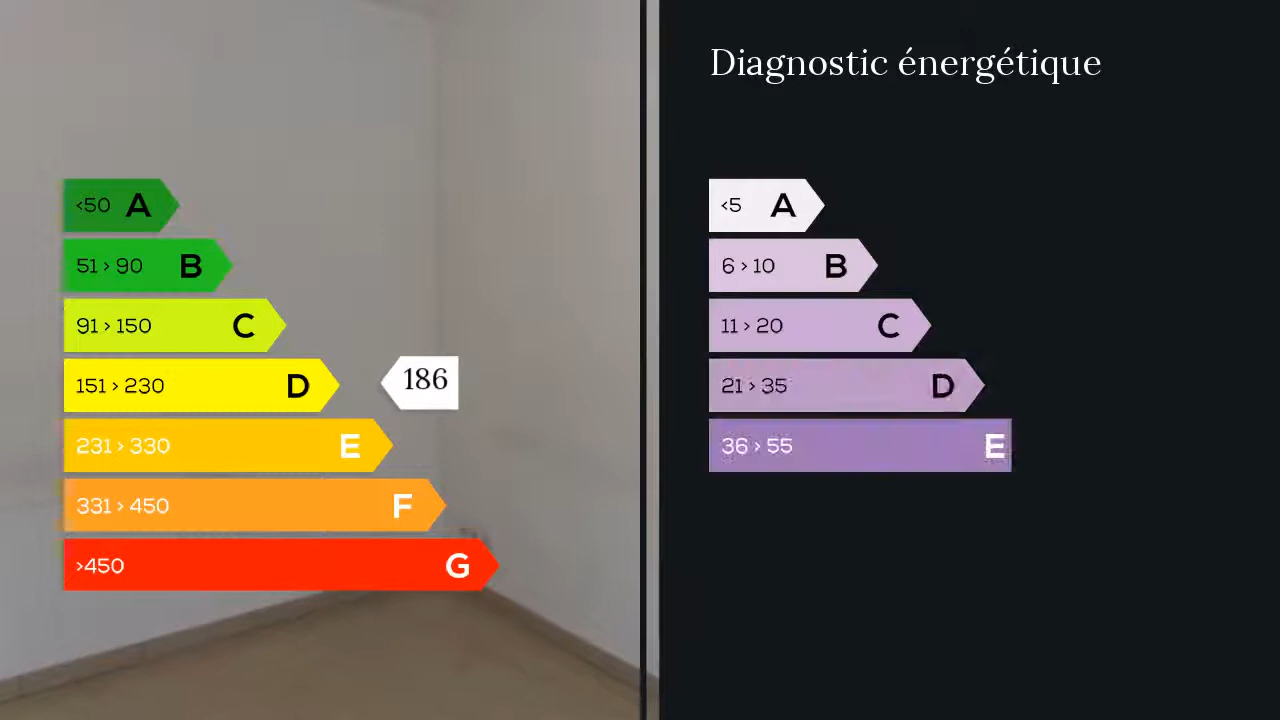 Diagnostic énergétique
<50 A
51 > 90 B
91 > 150 C
151 > 230 D
186
231 > 330 E
331 > 450 F
>450 G
<5 A
6 > 10 B
11 > 20 C
21 > 35 D
36 > 55 E